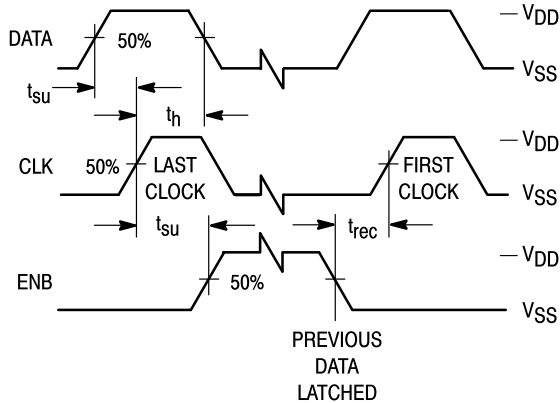 VDD
DATA
50%
VSS
tsu
th
VDD
CLK
50%
LAST
CLOCK
FIRST
CLOCK
VSS
tsu
trec
VDD
ENB
50%
VSS
PREVIOUS
DATA
LATCHED